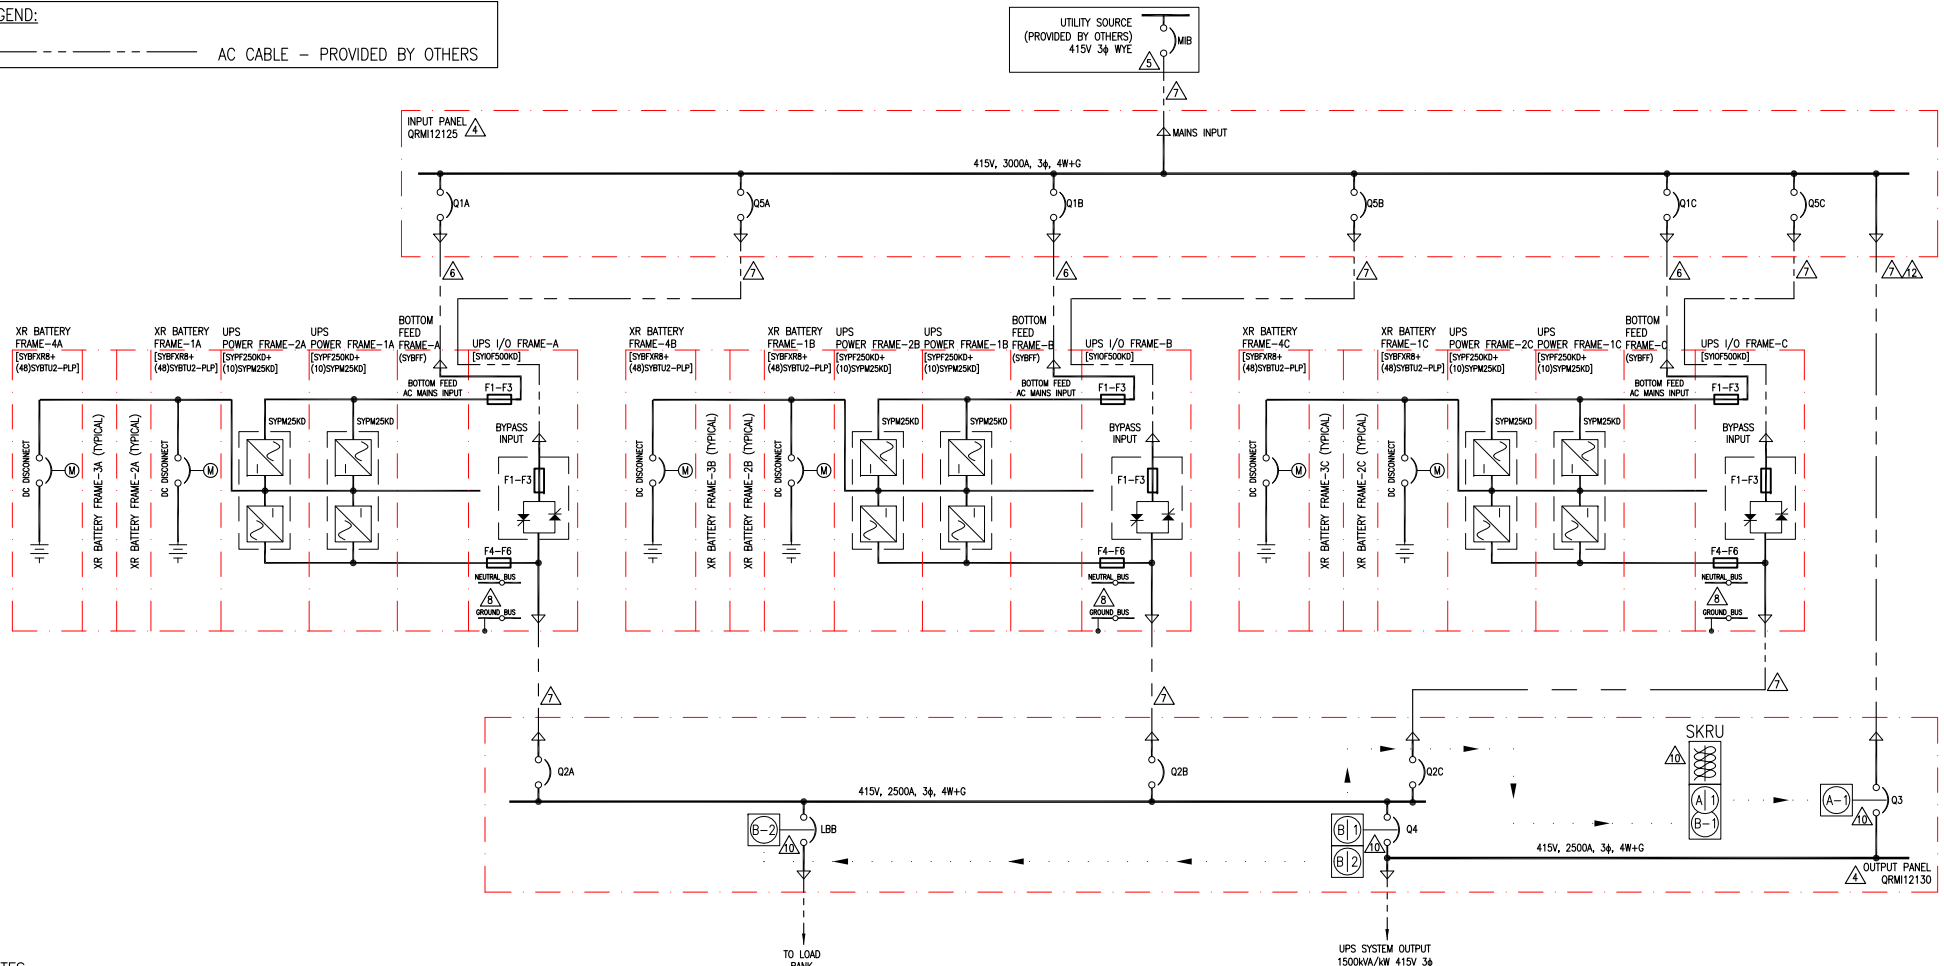 GEND:
AC CABLE – PROVIDED BY OTHERS
UTILITY SOURCE
(PROVIDED BY OTHERS)
415V 3ϕ WYE
MIB
5
7
INPUT PANEL
QRMI12125
4
MAINS INPUT
415V, 3000A, 3ϕ, 4W+G
Q1A
Q5A
Q1B
Q5B
Q1C
Q5C
6
7
6
7
6
7
7
12
XR BATTERY
FRAME-4A
[SYBFXR8+
(48)SYBTU2-PLP]
XR BATTERY
FRAME-1A
[SYBFXR8+
(48)SYBTU2-PLP]
UPS
POWER FRAME-2A
[SYPF250KD+
(10)SYPM25KD]
UPS
POWER FRAME-1A
[SYPF250KD+
(10)SYPM25KD]
BOTTOM
FEED
FRAME-A
(SYBFF)
UPS I/O FRAME-A
[SYIOF500KD]
BOTTOM FEED
AC MAINS INPUT
F1-F3
SYPM25KD
SYPM25KD
BYPASS
INPUT
F1-F3
DC DISCONNECT
M
XR BATTERY FRAME-3A (TYPICAL)
XR BATTERY FRAME-2A (TYPICAL)
DC DISCONNECT
M
F4-F6
NEUTRAL BUS
8
GROUND BUS
XR BATTERY
FRAME-4B
[SYBFXR8+
(48)SYBTU2-PLP]
XR BATTERY
FRAME-1B
[SYBFXR8+
(48)SYBTU2-PLP]
UPS
POWER FRAME-2B
[SYPF250KD+
(10)SYPM25KD]
UPS
POWER FRAME-1B
[SYPF250KD+
(10)SYPM25KD]
BOTTOM
FEED
FRAME-B
(SYBFF)
UPS I/O FRAME-B
[SYIOF500KD]
BOTTOM FEED
AC MAINS INPUT
F1-F3
SYPM25KD
SYPM25KD
BYPASS
INPUT
F1-F3
DC DISCONNECT
M
XR BATTERY FRAME-3B (TYPICAL)
XR BATTERY FRAME-2B (TYPICAL)
DC DISCONNECT
M
F4-F6
NEUTRAL BUS
8
GROUND BUS
XR BATTERY
FRAME-4C
[SYBFXR8+
(48)SYBTU2-PLP]
XR BATTERY
FRAME-1C
[SYBFXR8+
(48)SYBTU2-PLP]
UPS
POWER FRAME-2C
[SYPF250KD+
(10)SYPM25KD]
UPS
POWER FRAME-1C
[SYPF250KD+
(10)SYPM25KD]
BOTTOM
FEED
FRAME-C
(SYBFF)
UPS I/O FRAME-C
[SYIOF500KD]
BOTTOM FEED
AC MAINS INPUT
F1-F3
SYPM25KD
SYPM25KD
BYPASS
INPUT
F1-F3
DC DISCONNECT
M
XR BATTERY FRAME-3C (TYPICAL)
XR BATTERY FRAME-2C (TYPICAL)
DC DISCONNECT
M
F4-F6
NEUTRAL BUS
8
GROUND BUS
7
7
7
Q2A
Q2B
Q2C
SKRU
10
A|1
B-1
A-1
Q3
10
415V, 2500A, 3ϕ, 4W+G
B-2
LBB
10
B|1
B|2
Q4
10
415V, 2500A, 3ϕ, 4W+G
OUTPUT PANEL
QRMI12130
4
TO LOAD
BANK
UPS SYSTEM OUTPUT
1500kVA/kW 415V 3ϕ